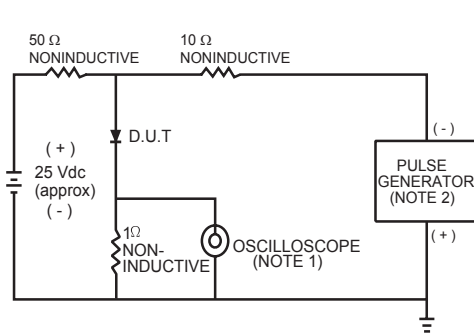 50 Ω
NONINDUCTIVE
10 Ω
NONINDUCTIVE
D.U.T
( + )
25 Vdc
(approx)
( - )
( - )
PULSE
GENERATOR
(NOTE 2)
( + )
1Ω
NON-
INDUCTIVE
OSCILLOSCOPE
(NOTE 1)